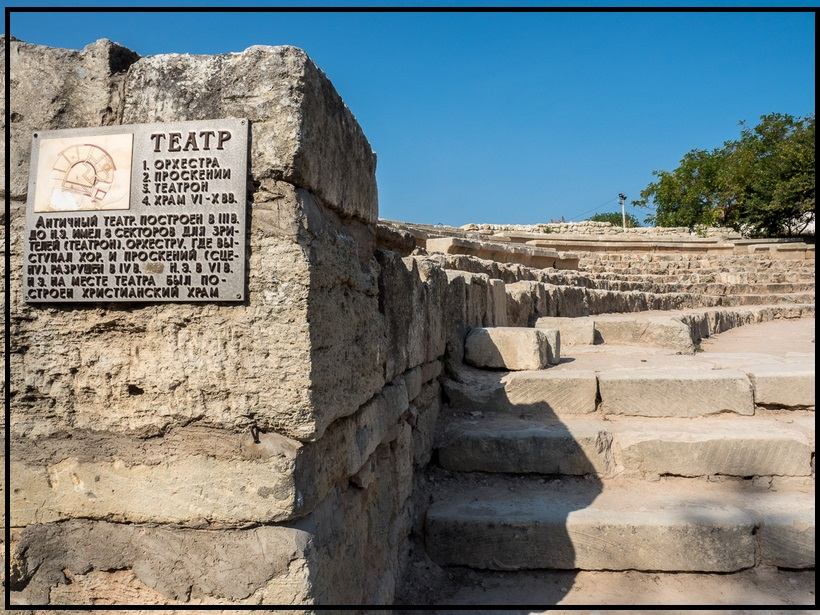 ТЕАТР
1. ОРХЕСТРА
2. ПРОСКЕНИИ
3. ТЕАТРОН
4. ХРАМ VI-X ВВ.
АНТИЧНЫЙ ТЕАТР ПОСТРОЕН В III В.
ДО Н.Э. ИМЕЛ 8 СЕКТОРОВ ДЛЯ ЗРИ-
ТЕЛЕЙ (ТЕАТРОН), ОРХЕСТРУ, ГДЕ ВЫ-
СТУПАЛ ХОР, И ПРОСКЕНИЙ (СЦЕ-
НУ). РАЗРУШЕН В IV В. Н.Э. В VI В.
Н.Э. НА МЕСТЕ ТЕАТРА БЫЛ ПО-
СТРОЕН ХРИСТИАНСКИЙ ХРАМ